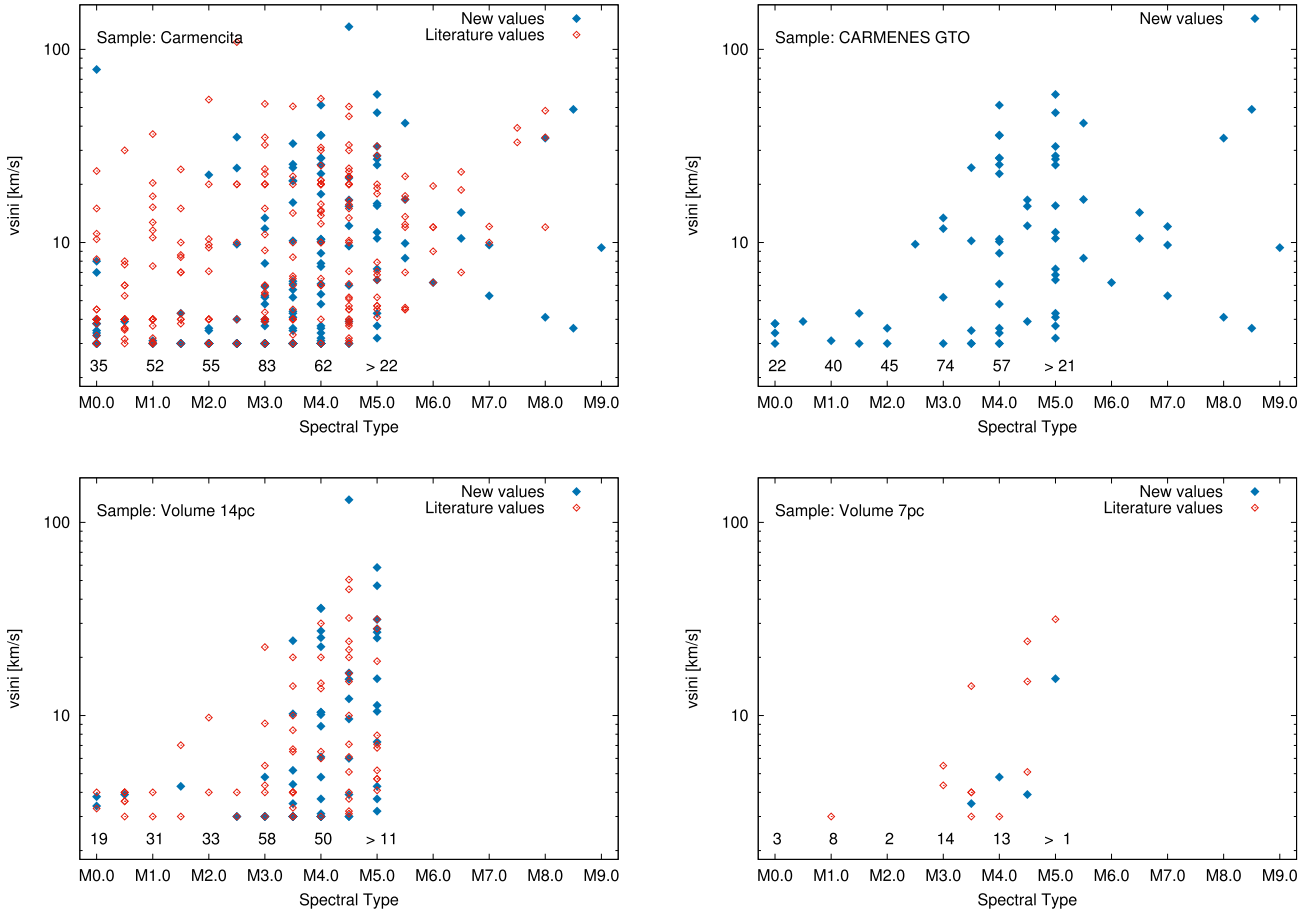 New values
Sample: Carmencita
Literature values
100
10
vsini [km/s]
35 52 55 83 62 > 22
M0.0 M1.0 M2.0 M3.0 M4.0 M5.0 M6.0 M7.0 M8.0 M9.0
Spectral Type
New values
Sample: CARMENES GTO
100
10
vsini [km/s]
22 40 45 74 57 > 21
M0.0 M1.0 M2.0 M3.0 M4.0 M5.0 M6.0 M7.0 M8.0 M9.0
Spectral Type
New values
Sample: Volume 14pc
Literature values
100
10
vsini [km/s]
19 31 33 58 50 > 11
M0.0 M1.0 M2.0 M3.0 M4.0 M5.0 M6.0 M7.0 M8.0 M9.0
Spectral Type
New values
Sample: Volume 7pc
Literature values
100
10
vsini [km/s]
3 8 2 14 13 > 1
M0.0 M1.0 M2.0 M3.0 M4.0 M5.0 M6.0 M7.0 M8.0 M9.0
Spectral Type